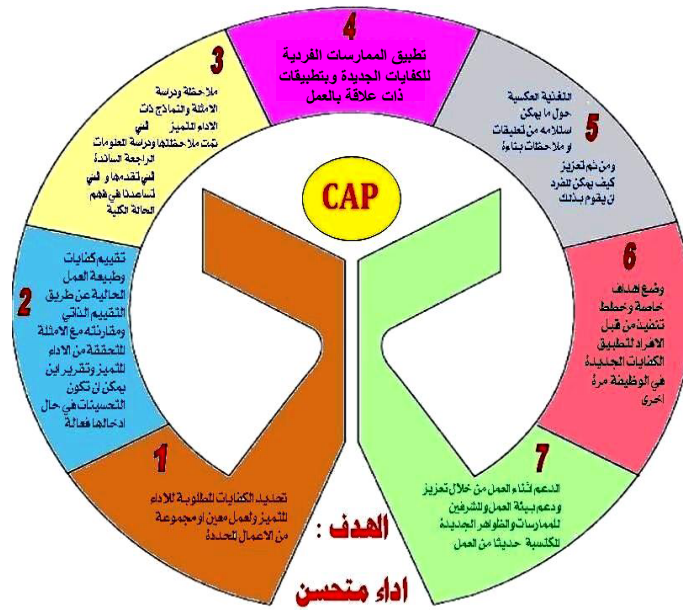 CAP
1
تحديد الكفايات المطلوبة للاداء
المتميز ولعمل معين او مجموعة
من الاعمال المحددة
2
تقييم كفايات
وطبيعة العمل
الحالية عن طريق
التقييم الذاتي
ومقارنته مع الامثلة
المتحققة من الاداء
المتميز وتقرير اين
يمكن ان تكون
التحسينات في حال
ادخالها فعالة
3
ملاحظة ودراسة
الامثلة والنماذج ذات
الاداء المتميز التي
تمت ملاحظتها ودراسة المعلومات
الراجعة الساندة
التي تقدمها و التي
تساعدنا في فهم
الحالة الكلية
4
تطبيق الممارسات الفردية
للكفايات الجديدة وبتطبيقات
ذات علاقة بالعمل
5
التغذية العكسية
حول ما يمكن
استلامه من تعليقات
او ملاحظات بناءة
ومن ثم تعزيز
كيف يمكن للفرد
ان يقوم بذلك
6
وضع اهداف
خاصة وخطط
تنفيذ من قبل
الافراد لتطبيق
الكفايات الجديدة
في الوظيفة مرة
اخرى
7
الدعم اثناء العمل من خلال تعزيز
ودعم بيئة العمل والمشرفين
للممارسات والظواهر الجديدة
المكتسبة حديثا من العمل
الهدف :
اداء متحسن